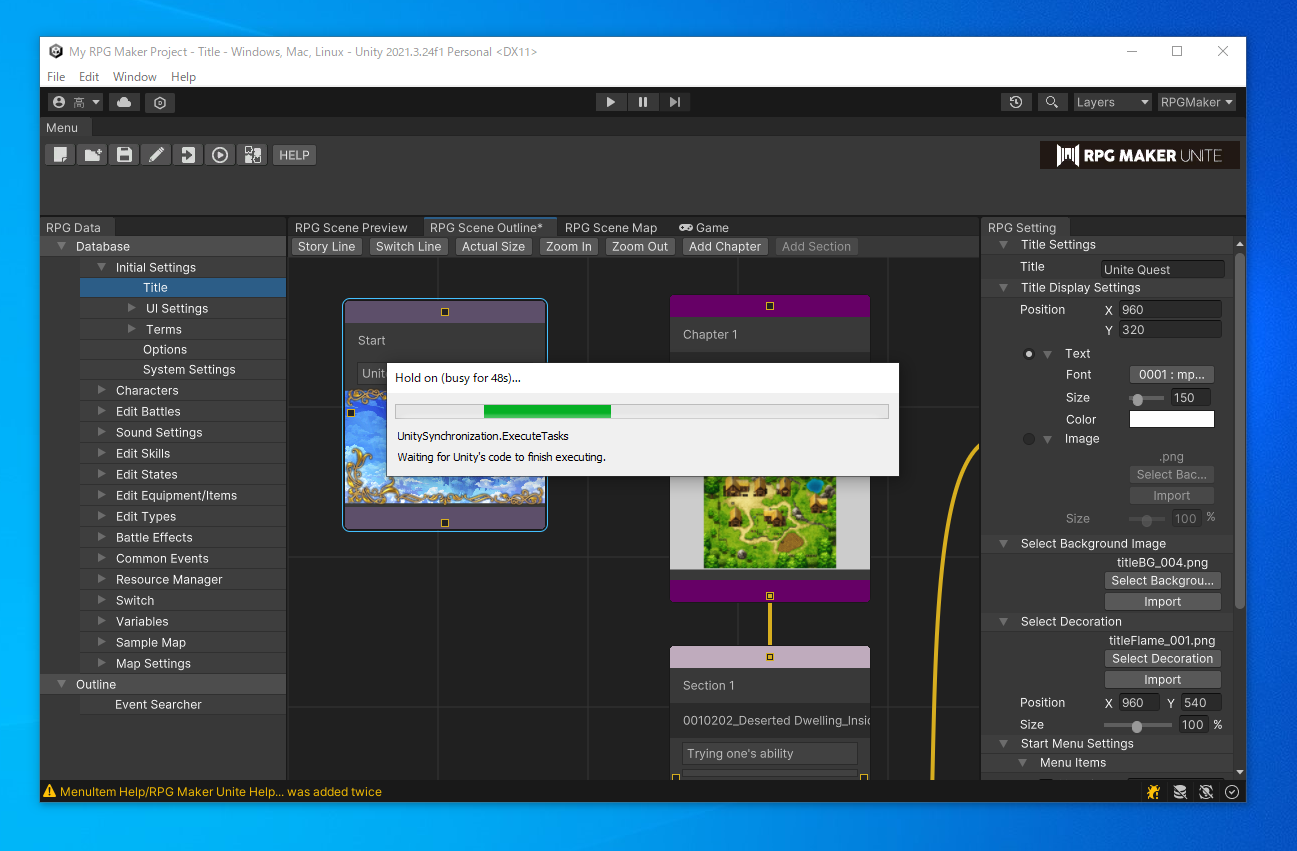 My RPG Maker Project - Title - Windows, Mac, Linux - Unity 2021.3.24f1 Personal <DX11>
File Edit Window Help
高 Layers RPGMaker
Menu
HELP
RPG MAKER UNITE
RPG Data
Database
Initial Settings
Title
UI Settings
Terms
Options
System Settings
Characters
Edit Battles
Sound Settings
Edit Skills
Edit States
Edit Equipment/Items
Edit Types
Battle Effects
Common Events
Resource Manager
Switch
Variables
Sample Map
Map Settings
Outline
Event Searcher
RPG Scene Preview RPG Scene Outline* RPG Scene Map Game
Story Line Switch Line Actual Size Zoom In Zoom Out Add Chapter Add Section
Start
Unite
Chapter 1
Hold on (busy for 48s)...
UnitySynchronization.ExecuteTasks
Waiting for Unity's code to finish executing.
Section 1
0010202_Deserted Dwelling_Insid
Trying one's ability
RPG Setting
Title Settings
Title Unite Quest
Title Display Settings
Position X 960
Y 320
Text
Font 0001 : mp...
Size 150
Color
Image
.png
Select Bac...
Import
Size 100 %
Select Background Image
titleBG_004.png
Select Backgrou...
Import
Select Decoration
titleFlame_001.png
Select Decoration
Import
Position X 960 Y 540
Size 100 %
Start Menu Settings
Menu Items
MenuItem Help/RPG Maker Unite Help... was added twice